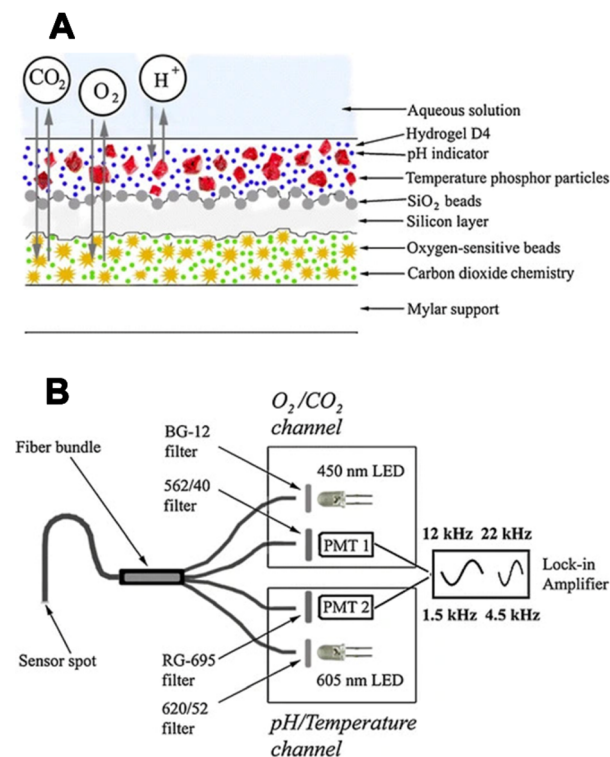 A
CO2
O2
H+
Aqueous solution
Hydrogel D4
pH indicator
Temperature phosphor particles
SiO2 beads
Silicon layer
Oxygen-sensitive beads
Carbon dioxide chemistry
Mylar support
B
O2/CO2
channel
BG-12
filter
Fiber bundle
450 nm LED
562/40
filter
PMT 1
12 kHz 22 kHz
Lock-in
Amplifier
1.5 kHz 4.5 kHz
PMT 2
Sensor spot
RG-695
filter
605 nm LED
620/52
filter
pH/Temperature
channel